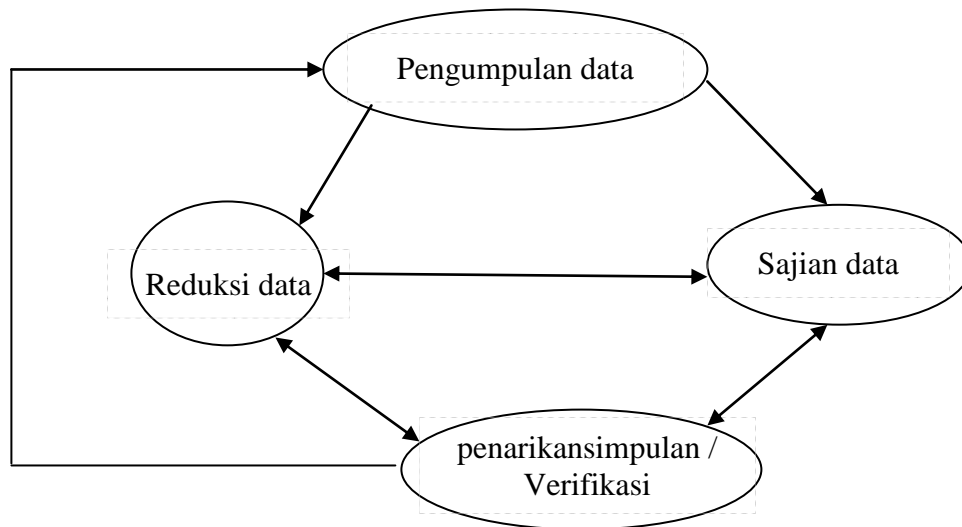 Pengumpulan data
Sajian data
Reduksi data
penarikansimpulan /
Verifikasi